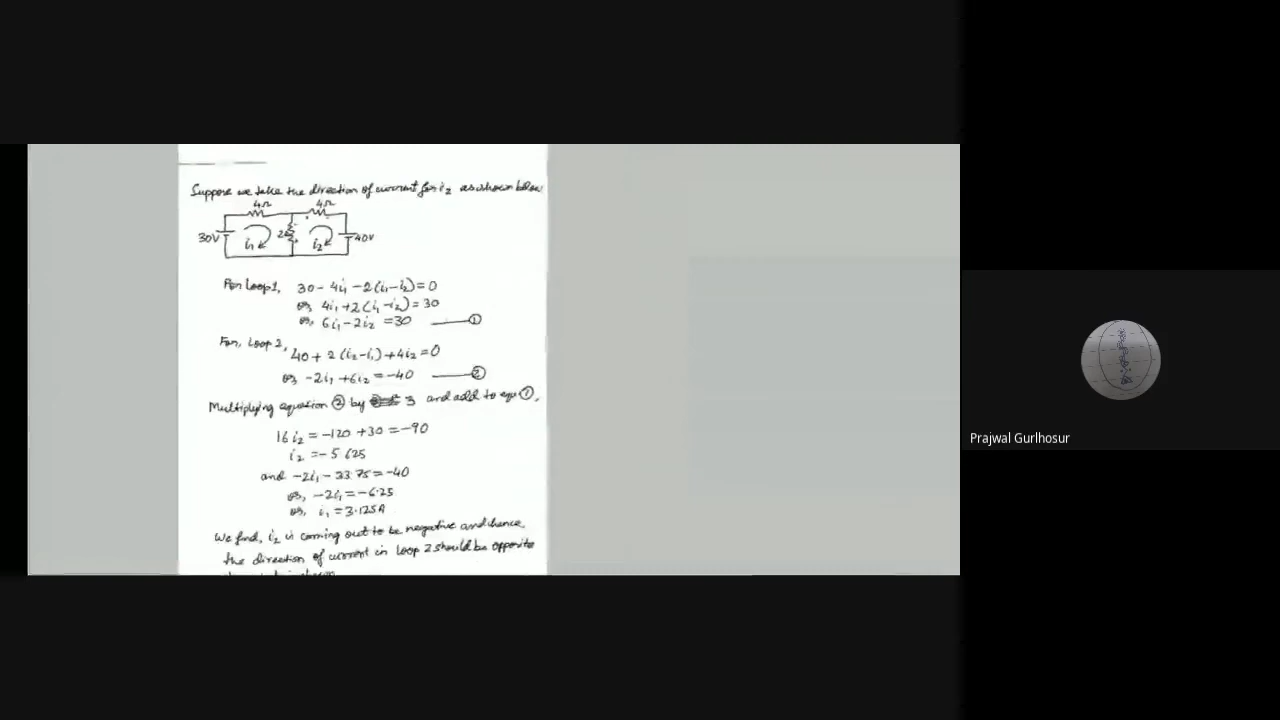 Suppose we take the direction of current for i₂ as shown below
4Ω 4Ω
30V i₁ 2Ω i₂ 40V
For Loop1, 30 - 4i₁ - 2(i₁-i₂) = 0
or, 4i₁ + 2(i₁-i₂) = 30
or, 6i₁ - 2i₂ = 30 ①
For, Loop 2,
40 + 2(i₂-i₁) + 4i₂ = 0
or -2i₁ + 6i₂ = -40 ②
Multiplying equation ② by 3 and add to eqn ①,
16i₂ = -120 + 30 = -90
i₂ = -5.625
and -2i₁ - 33.75 = -40
or, -2i₁ = -6.25
or, i₁ = 3.125A
We find, i₂ is coming out to be negative and hence
the direction of current in loop 2 should be opposite
Prajwal Gurlhosur